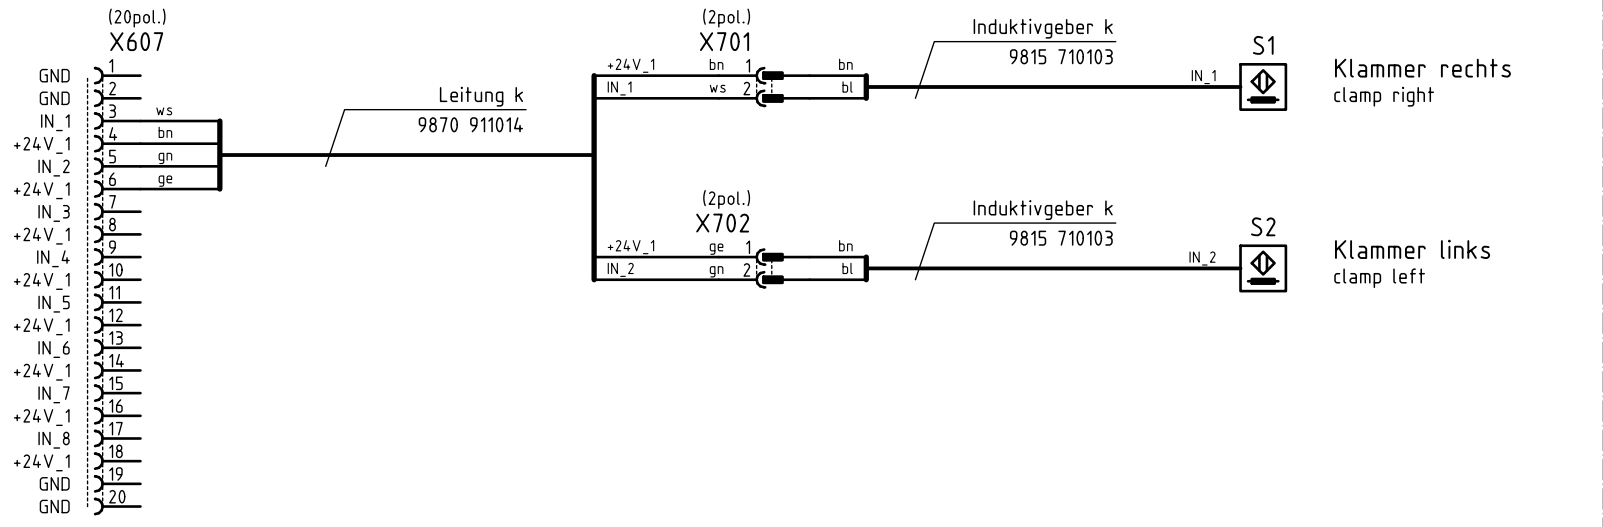 (20pol.)
X607
GND 1
GND 2
IN_1 3 ws
+24V_1 4 bn
IN_2 5 gn
+24V_1 6 ge
IN_3 7
+24V_1 8
IN_4 9
+24V_1 10
IN_5 11
+24V_1 12
IN_6 13
+24V_1 14
IN_7 15
+24V_1 16
IN_8 17
+24V_1 18
GND 19
GND 20
Leitung k
9870 911014
(2pol.)
X701
+24V_1 bn 1 bn
IN_1 ws 2 bl
Induktivgeber k
9815 710103
IN_1
S1
Klammer rechts
clamp right
(2pol.)
X702
+24V_1 ge 1 bn
IN_2 gn 2 bl
Induktivgeber k
9815 710103
IN_2
S2
Klammer links
clamp left